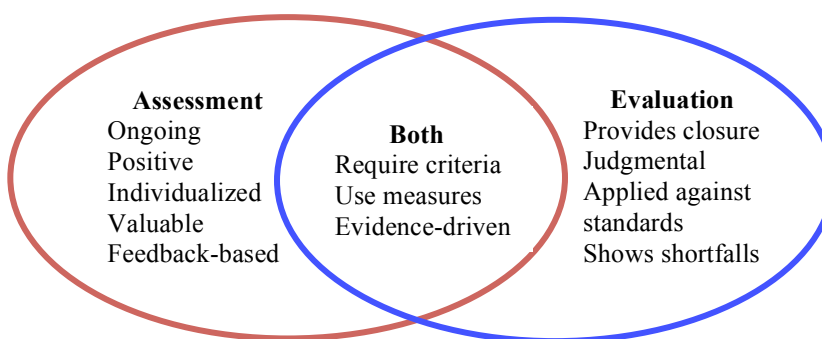 Assessment
Ongoing
Positive
Individualized
Valuable
Feedback-based
Both
Require criteria
Use measures
Evidence-driven
Evaluation
Provides closure
Judgmental
Applied against
standards
Shows shortfalls